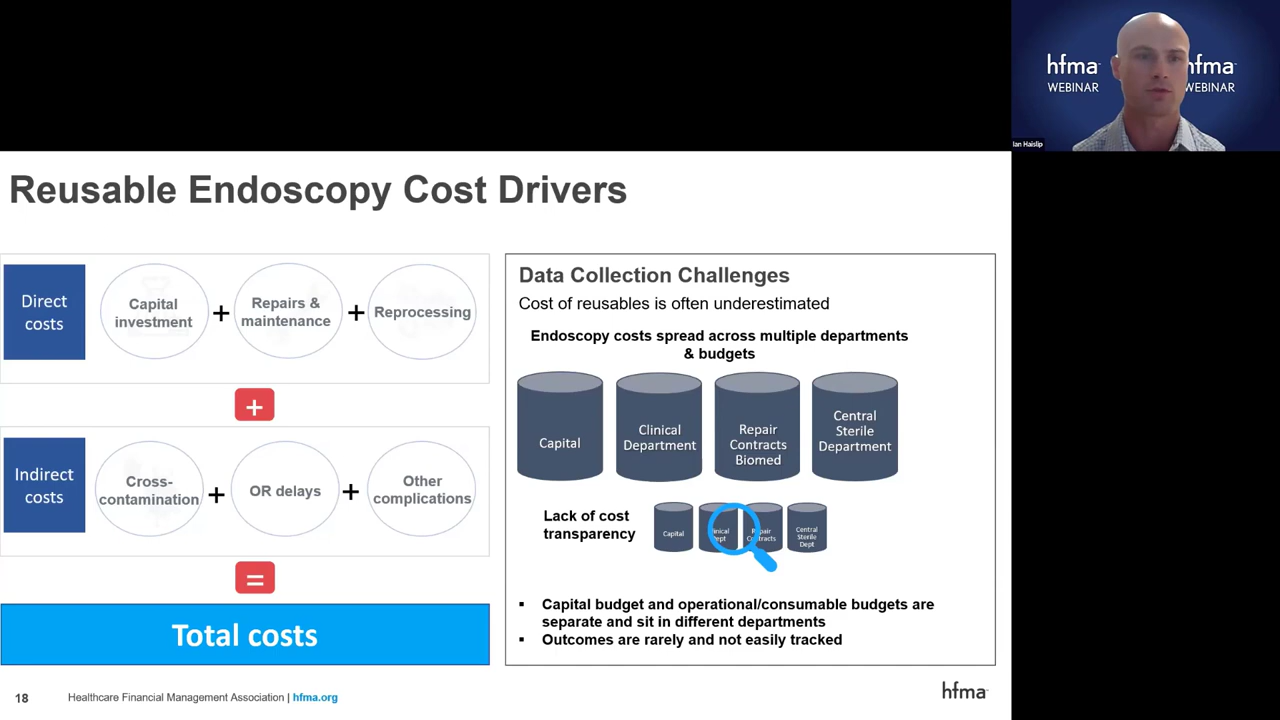 hfma
WEBINAR
hfma
WEBINAR
Ian Haislip
Reusable Endoscopy Cost Drivers
Direct
costs
Capital
investment
+
Repairs &
maintenance
+
Reprocessing
+
Indirect
costs
Cross-
contamination
+
OR delays
+
Other
complications
=
Total costs
Data Collection Challenges
Cost of reusables is often underestimated
Endoscopy costs spread across multiple departments
& budgets
Capital
Clinical
Department
Repair
Contracts
Biomed
Central
Sterile
Department
Lack of cost
transparency
Capital
Clinical
Dept
Repair
Contracts
Central
Sterile
Dept
▪ Capital budget and operational/consumable budgets are
separate and sit in different departments
▪ Outcomes are rarely and not easily tracked
18
Healthcare Financial Management Association | hfma.org
hfma